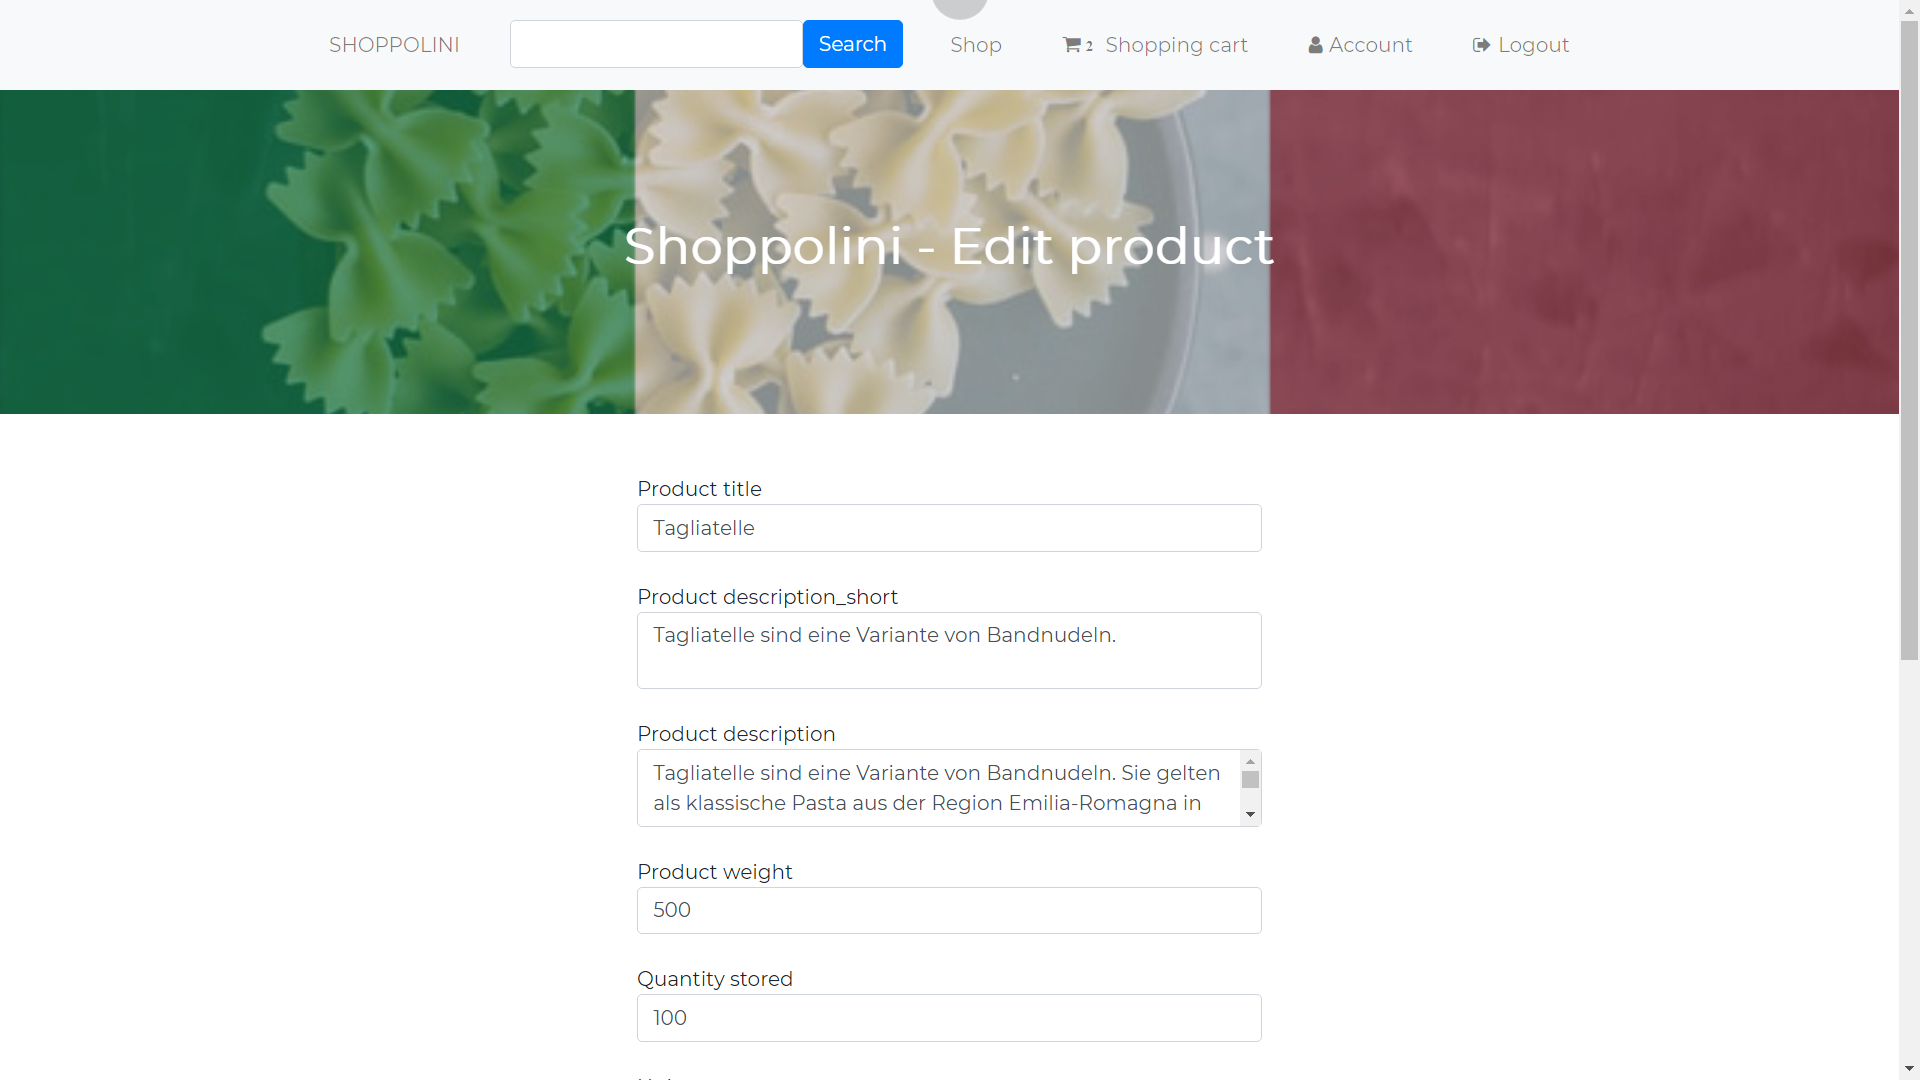 SHOPPOLINI
Search
Shop
2 Shopping cart
Account
Logout
Shoppolini - Edit product
Product title
Tagliatelle
Product description_short
Tagliatelle sind eine Variante von Bandnudeln.
Product description
Tagliatelle sind eine Variante von Bandnudeln. Sie gelten
als klassische Pasta aus der Region Emilia-Romagna in
Product weight
500
Quantity stored
100